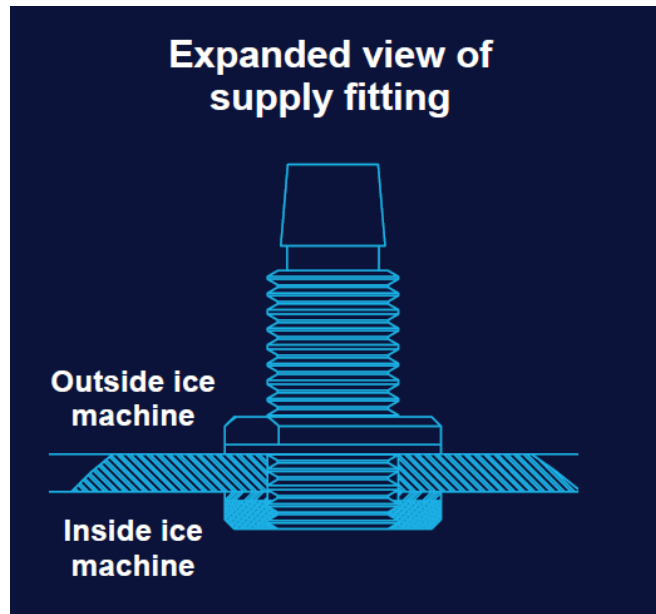 Expanded view of
supply fitting
Outside ice
machine
Inside ice
machine